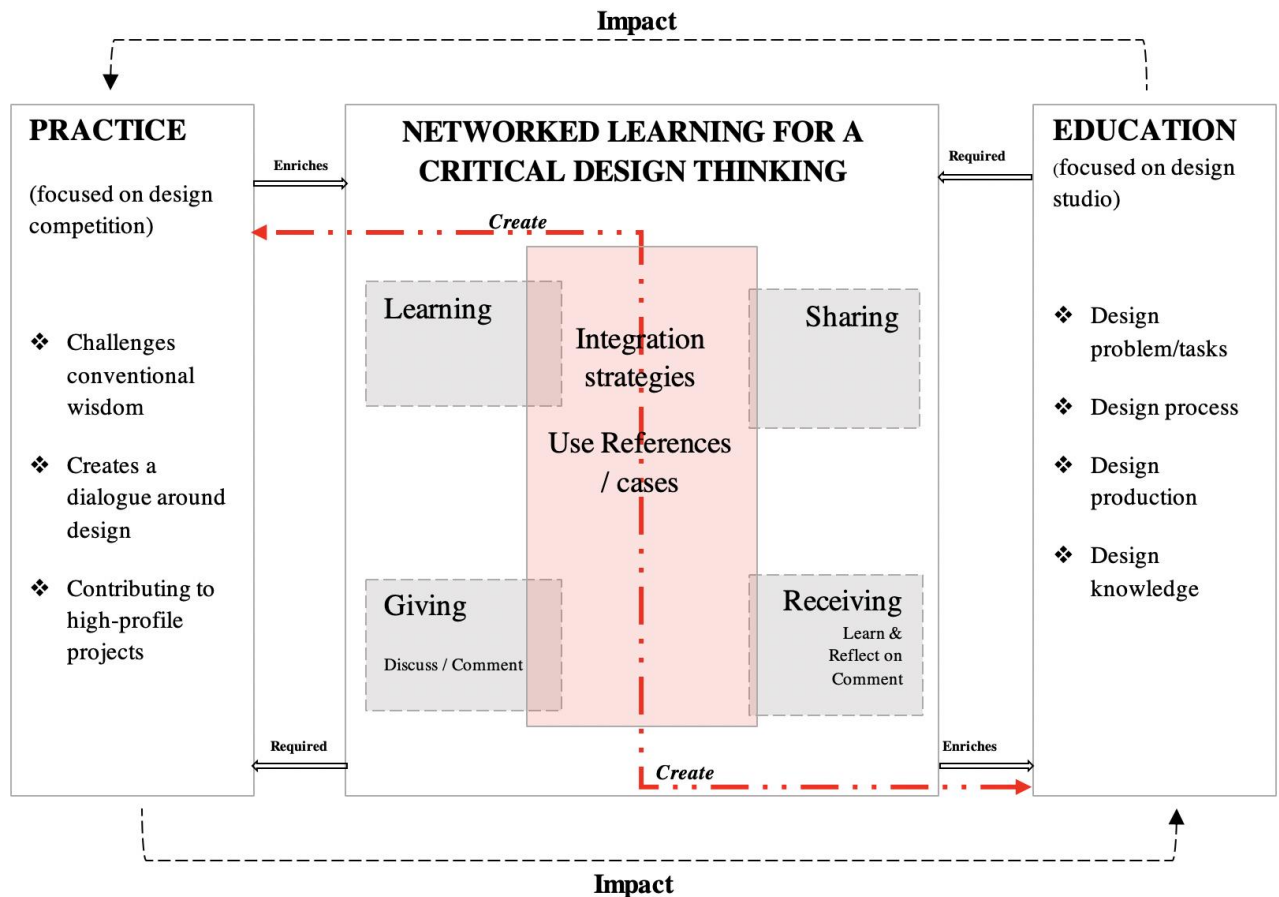 Impact
PRACTICE
(focused on design
competition)
❖ Challenges
conventional
wisdom
❖ Creates a
dialogue around
design
❖ Contributing to
high-profile
projects
Enriches
Required
NETWORKED LEARNING FOR A
CRITICAL DESIGN THINKING
Create
Learning
Sharing
Integration
strategies
Use References
/ cases
Giving
Discuss / Comment
Receiving
Learn &
Reflect on
Comment
Create
Required
Enriches
EDUCATION
(focused on design
studio)
❖ Design
problem/tasks
❖ Design process
❖ Design
production
❖ Design
knowledge
Impact